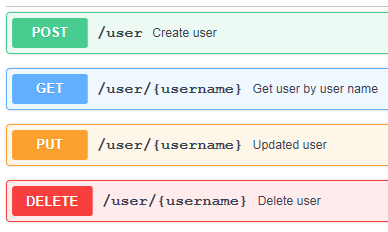 POST /user Create user
GET /user/{username} Get user by user name
PUT /user/{username} Updated user
DELETE /user/{username} Delete user